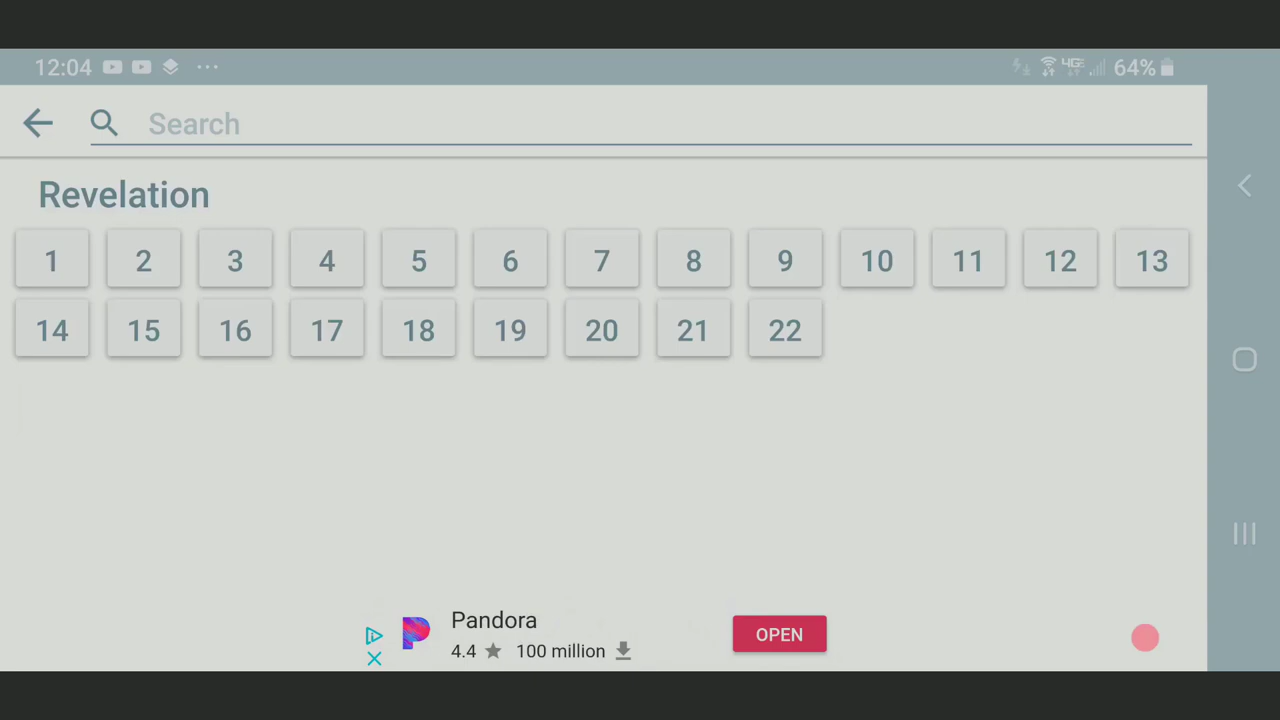 12:04 64%
Search
Revelation
1 2 3 4 5 6 7 8 9 10 11 12 13
14 15 16 17 18 19 20 21 22
Pandora
4.4 100 million
OPEN